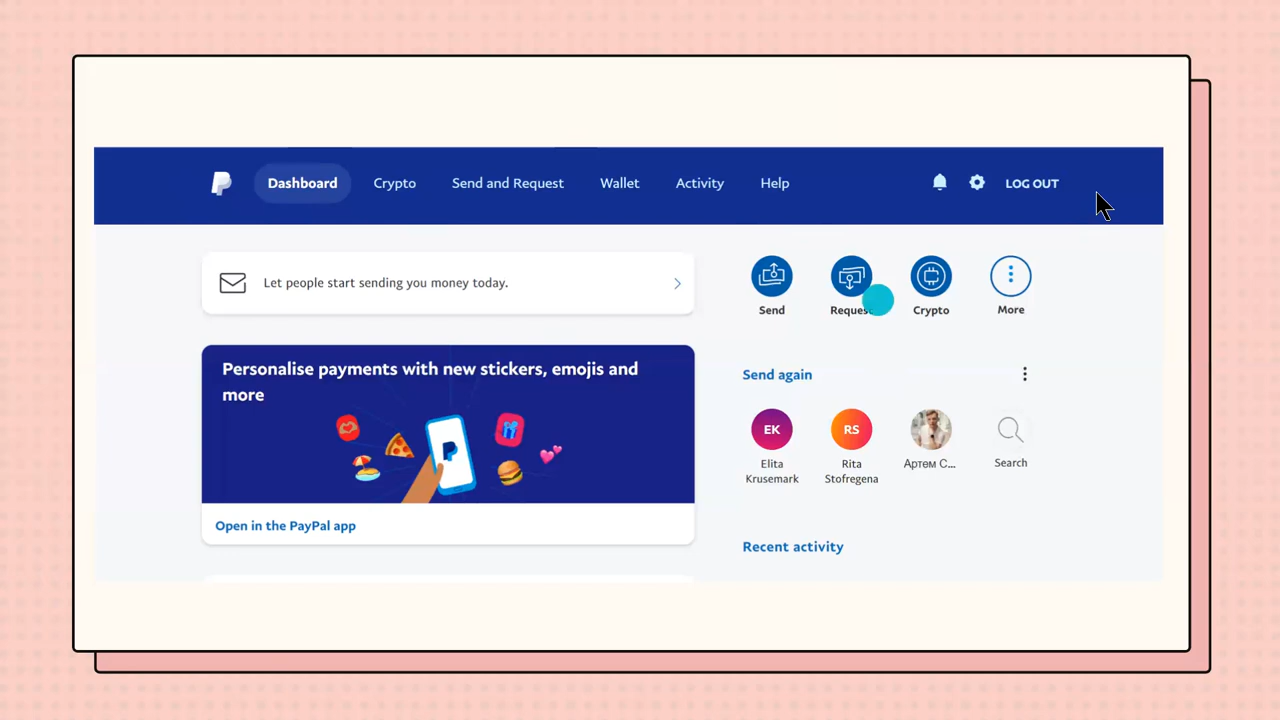 Dashboard
Crypto
Send and Request
Wallet
Activity
Help
LOG OUT
Let people start sending you money today.
Send
Reques
Crypto
More
Personalise payments with new stickers, emojis and
more
Open in the PayPal app
Send again
EK
RS
Elita
Krusemark
Rita
Stofregena
Артем С...
Search
Recent activity